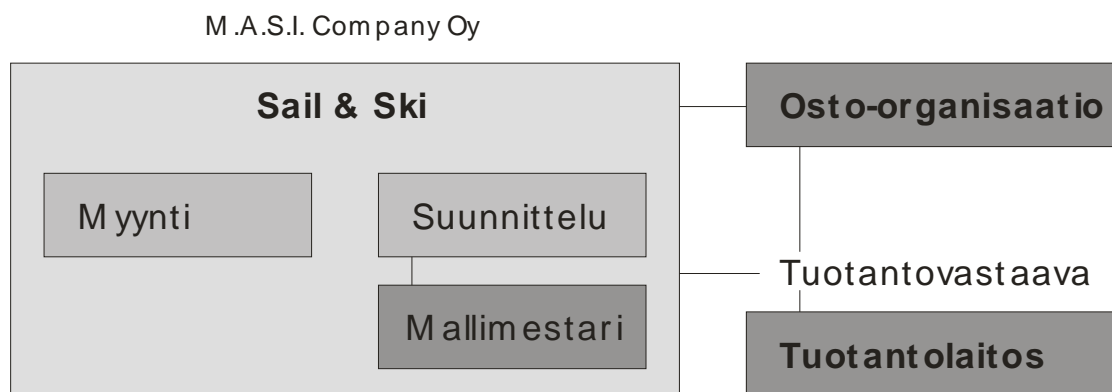 M.A.S.I. Company Oy
Sail & Ski
Osto-organisaatio
Myynti
Suunnittelu
Tuotantovastaava
Mallimestari
Tuotantolaitos